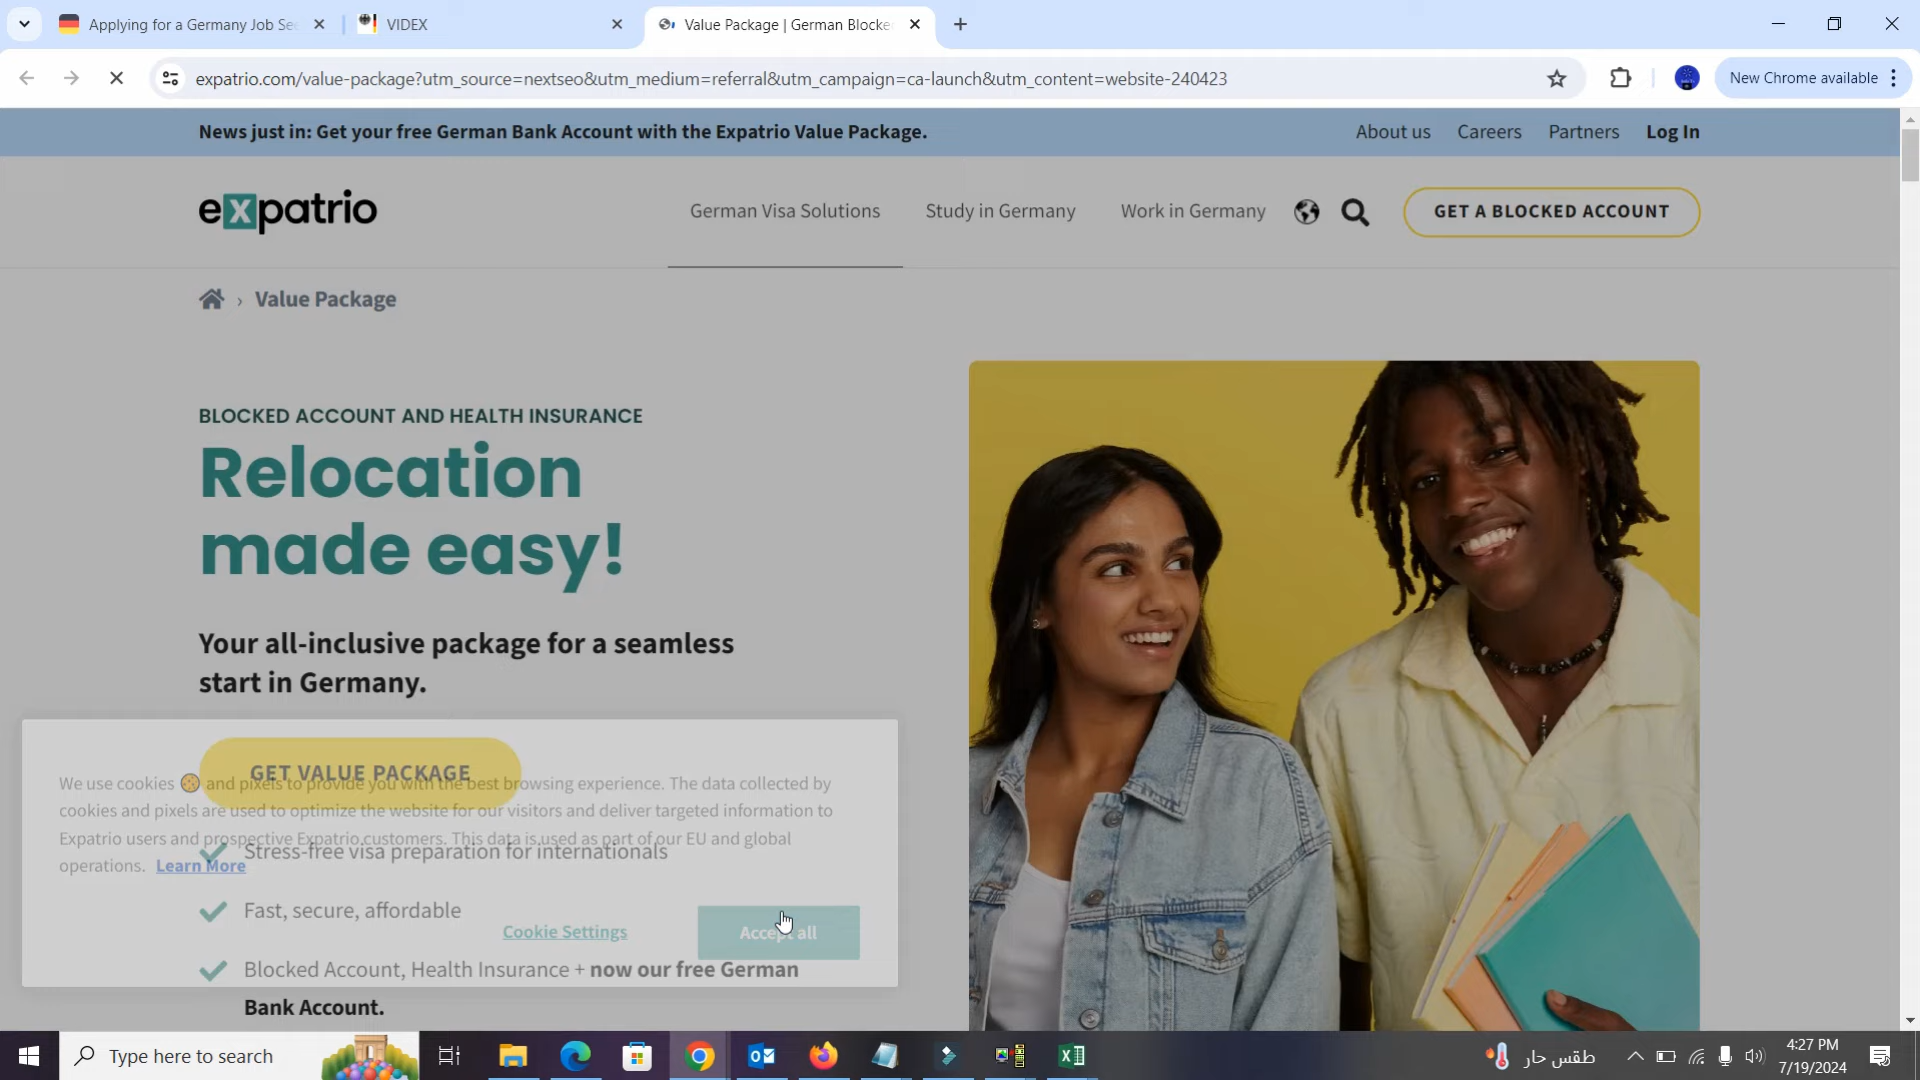 Applying for a Germany Job See
VIDEX
Value Package | German Blocke
expatrio.com/value-package?utm_source=nextseo&utm_medium=referral&utm_campaign=ca-launch&utm_content=website-240423
New Chrome available
News just in: Get your free German Bank Account with the Expatrio Value Package.
About us
Careers
Partners
Log In
expatrio
German Visa Solutions
Study in Germany
Work in Germany
GET A BLOCKED ACCOUNT
› Value Package
BLOCKED ACCOUNT AND HEALTH INSURANCE
Relocation
made easy!
Your all-inclusive package for a seamless
start in Germany.
GET VALUE PACKAGE
We use cookies 🍪 and pixels to provide you with the best browsing experience. The data collected by
cookies and pixels are used to optimize the website for our visitors and deliver targeted information to
Expatrio users and prospective Expatrio customers. This data is used as part of our EU and global
operations. Learn More
Stress-free visa preparation for internationals
Fast, secure, affordable
Cookie Settings
Accept all
Blocked Account, Health Insurance + now our free German
Bank Account.
Type here to search
طقس حار
4:27 PM
7/19/2024